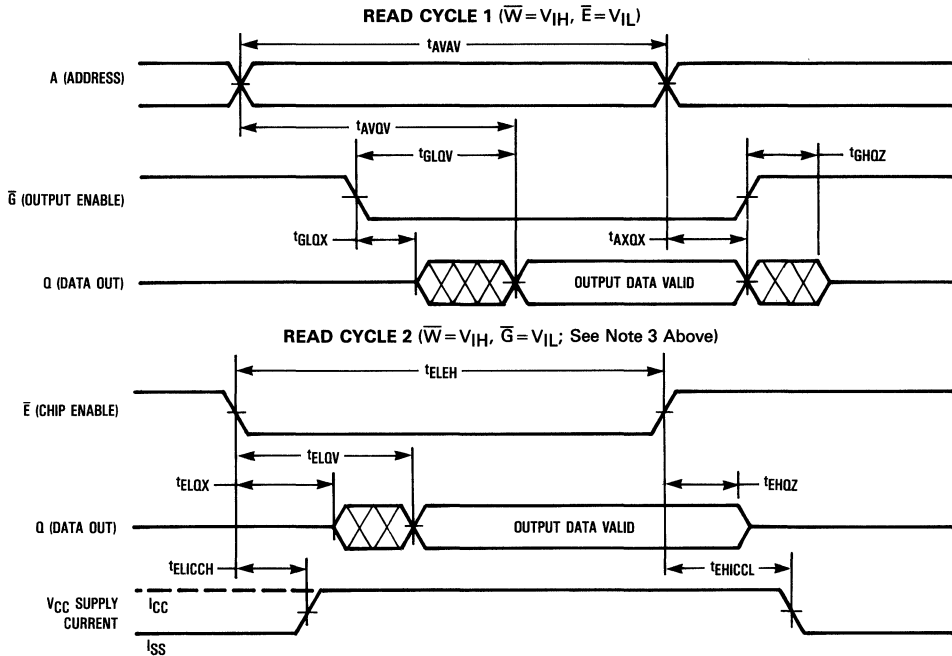 READ CYCLE 1 (W̅=VIH, E̅=VIL)
tAVAV
A (ADDRESS)
tAVQV
tGLQV
tGHQZ
G̅ (OUTPUT ENABLE)
tGLQX
tAXQX
Q (DATA OUT)
OUTPUT DATA VALID
READ CYCLE 2 (W̅=VIH, G̅=VIL; See Note 3 Above)
tELEH
E̅ (CHIP ENABLE)
tELQV
tELQX
tEHQZ
Q (DATA OUT)
OUTPUT DATA VALID
tELICCH
tEHICCL
VCC SUPPLY
CURRENT
ICC
ISS